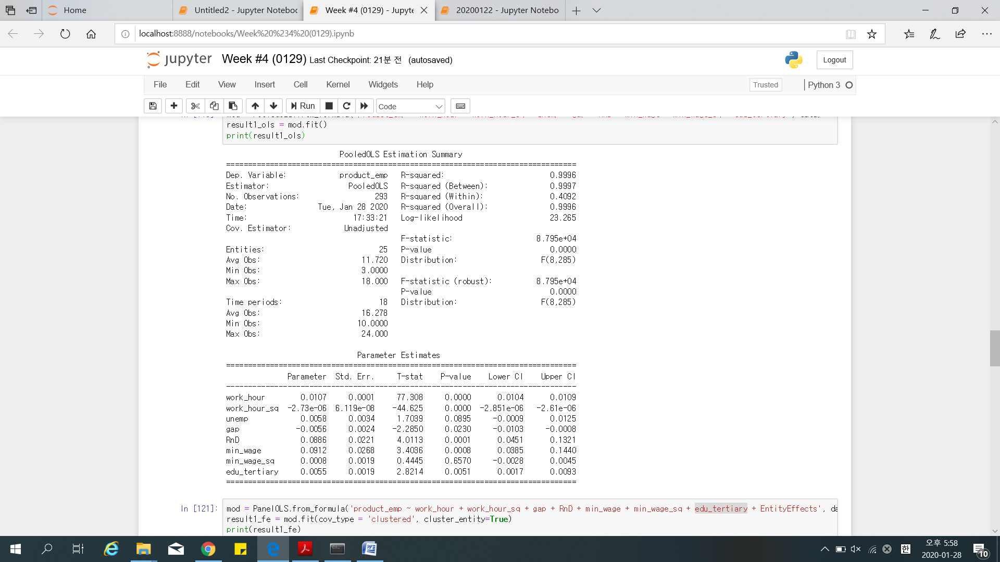 Home
Untitled2 - Jupyter Noteboo
Week #4 (0129) - Jupyte
20200122 - Jupyter Notebo
localhost:8888/notebooks/Week%20%234%20(0129).ipynb
jupyter Week #4 (0129) Last Checkpoint: 21분 전 (autosaved)
Logout
File Edit View Insert Cell Kernel Widgets Help
Trusted Python 3
Run Code
result1_ols = mod.fit()
print(result1_ols)
PooledOLS Estimation Summary
================================================================================
Dep. Variable: product_emp R-squared: 0.9996
Estimator: PooledOLS R-squared (Between): 0.9997
No. Observations: 293 R-squared (Within): 0.4092
Date: Tue, Jan 28 2020 R-squared (Overall): 0.9996
Time: 17:33:21 Log-likelihood 23.265
Cov. Estimator: Unadjusted
F-statistic: 8.795e+04
Entities: 25 P-value 0.0000
Avg Obs: 11.720 Distribution: F(8,285)
Min Obs: 3.0000
Max Obs: 18.000 F-statistic (robust): 8.795e+04
P-value 0.0000
Time periods: 18 Distribution: F(8,285)
Avg Obs: 16.278
Min Obs: 10.0000
Max Obs: 24.000
Parameter Estimates
================================================================================
Parameter Std. Err. T-stat P-value Lower CI Upper CI
--------------------------------------------------------------------------------
work_hour 0.0107 0.0001 77.308 0.0000 0.0104 0.0109
work_hour_sq -2.73e-06 6.119e-08 -44.625 0.0000 -2.851e-06 -2.61e-06
unemp 0.0058 0.0034 1.7039 0.0895 -0.0009 0.0125
gap -0.0056 0.0024 -2.2850 0.0230 -0.0103 -0.0008
RnD 0.0886 0.0221 4.0113 0.0001 0.0451 0.1321
min_wage 0.0912 0.0268 3.4036 0.0008 0.0385 0.1440
min_wage_sq 0.0008 0.0019 0.4445 0.6570 -0.0028 0.0045
edu_tertiary 0.0055 0.0019 2.8214 0.0051 0.0017 0.0093
================================================================================
In [121]: mod = PanelOLS.from_formula('product_emp ~ work_hour + work_hour_sq + gap + RnD + min_wage + min_wage_sq + edu_tertiary + EntityEffects', da
result1_fe = mod.fit(cov_type = 'clustered', cluster_entity=True)
print(result1_fe)
한
오후 5:58
2020-01-28
10